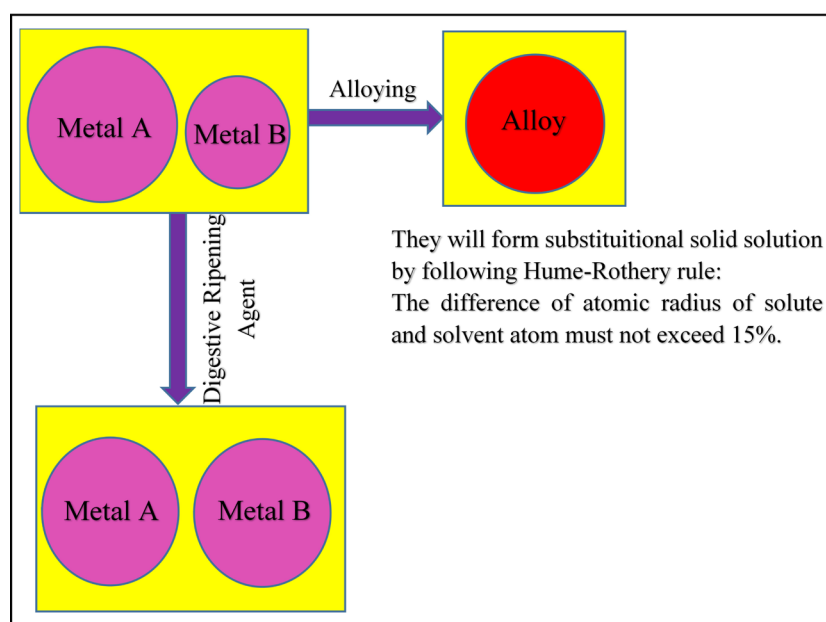 Metal A
Metal B
Alloying
Alloy
They will form substituitional solid solution
by following Hume-Rothery rule:
The difference of atomic radius of solute
and solvent atom must not exceed 15%.
Digestive Ripening
Agent
Metal A
Metal B